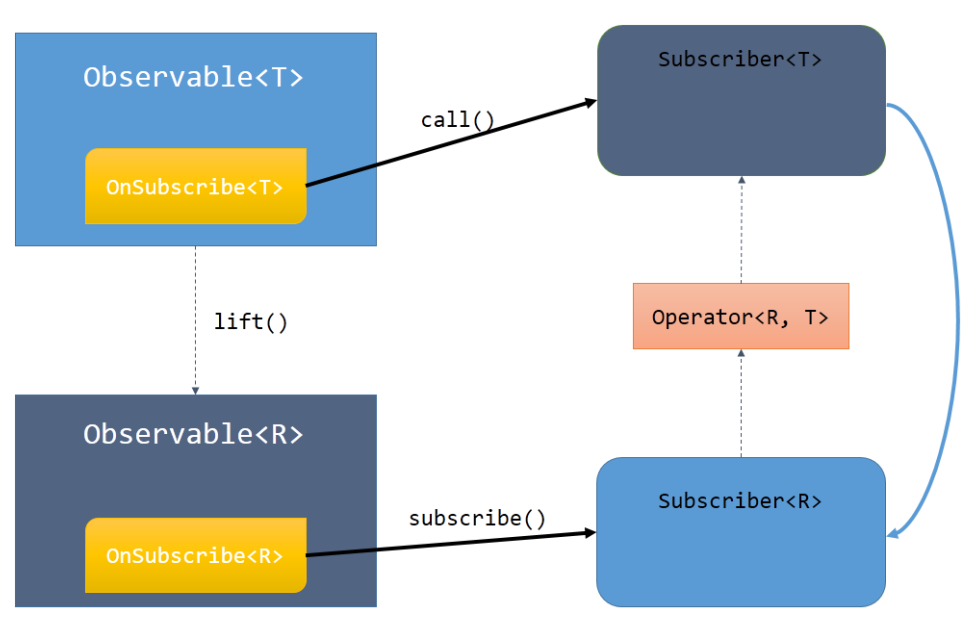 Observable<T>
Subscriber<T>
call()
OnSubscribe<T>
lift()
Operator<R, T>
Observable<R>
Subscriber<R>
subscribe()
OnSubscribe<R>